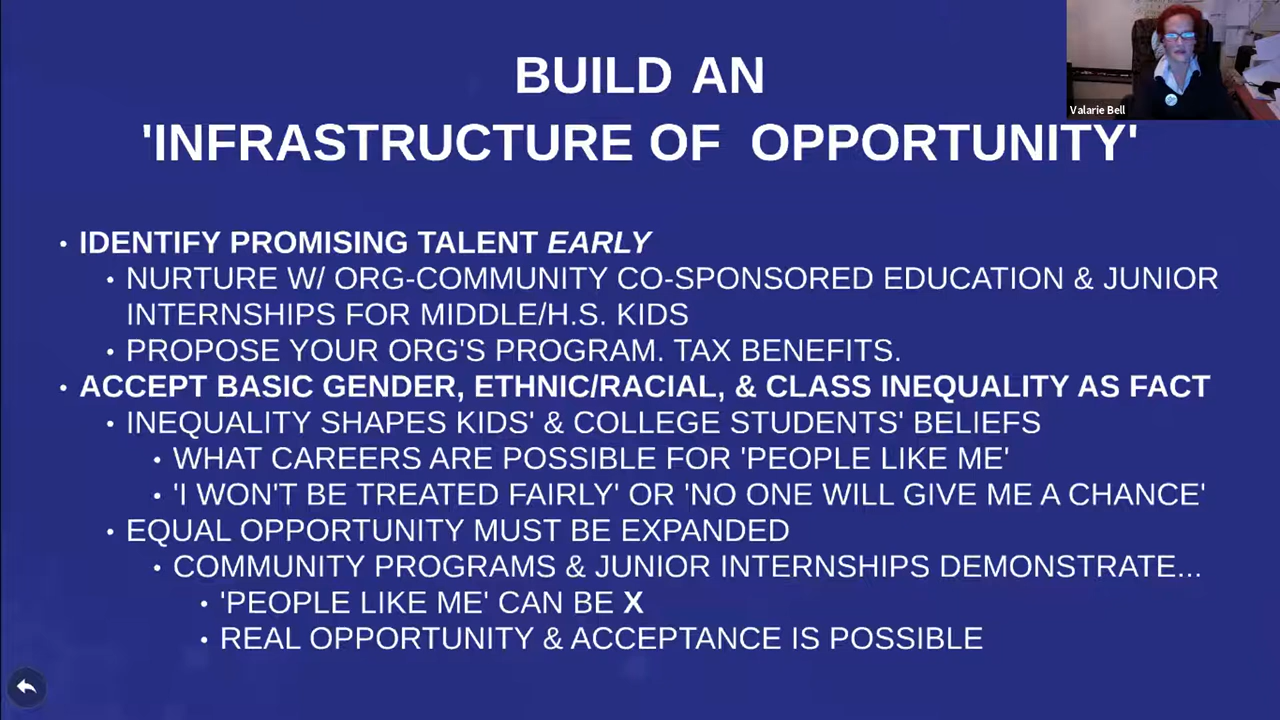 BUILD AN
'INFRASTRUCTURE OF OPPORTUNITY'
Valarie Bell
• IDENTIFY PROMISING TALENT EARLY
• NURTURE W/ ORG-COMMUNITY CO-SPONSORED EDUCATION & JUNIOR
INTERNSHIPS FOR MIDDLE/H.S. KIDS
• PROPOSE YOUR ORG'S PROGRAM. TAX BENEFITS.
• ACCEPT BASIC GENDER, ETHNIC/RACIAL, & CLASS INEQUALITY AS FACT
• INEQUALITY SHAPES KIDS' & COLLEGE STUDENTS' BELIEFS
• WHAT CAREERS ARE POSSIBLE FOR 'PEOPLE LIKE ME'
• 'I WON'T BE TREATED FAIRLY' OR 'NO ONE WILL GIVE ME A CHANCE'
• EQUAL OPPORTUNITY MUST BE EXPANDED
• COMMUNITY PROGRAMS & JUNIOR INTERNSHIPS DEMONSTRATE...
• 'PEOPLE LIKE ME' CAN BE X
• REAL OPPORTUNITY & ACCEPTANCE IS POSSIBLE